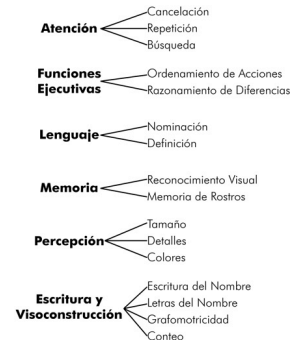 Atención
Cancelación
Repetición
Búsqueda
Funciones
Ejecutivas
Ordenamiento de Acciones
Razonamiento de Diferencias
Lenguaje
Nominación
Definición
Memoria
Reconocimiento Visual
Memoria de Rostros
Percepción
Tamaño
Detalles
Colores
Escritura y
Visoconstrucción
Escritura del Nombre
Letras del Nombre
Grafomotricidad
Conteo